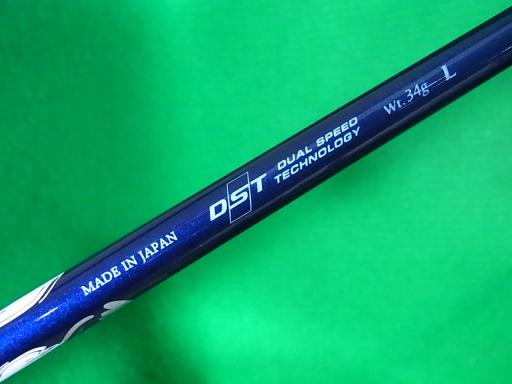 MADE IN JAPAN
DST
DUAL SPEED
TECHNOLOGY
Wt. 34g L